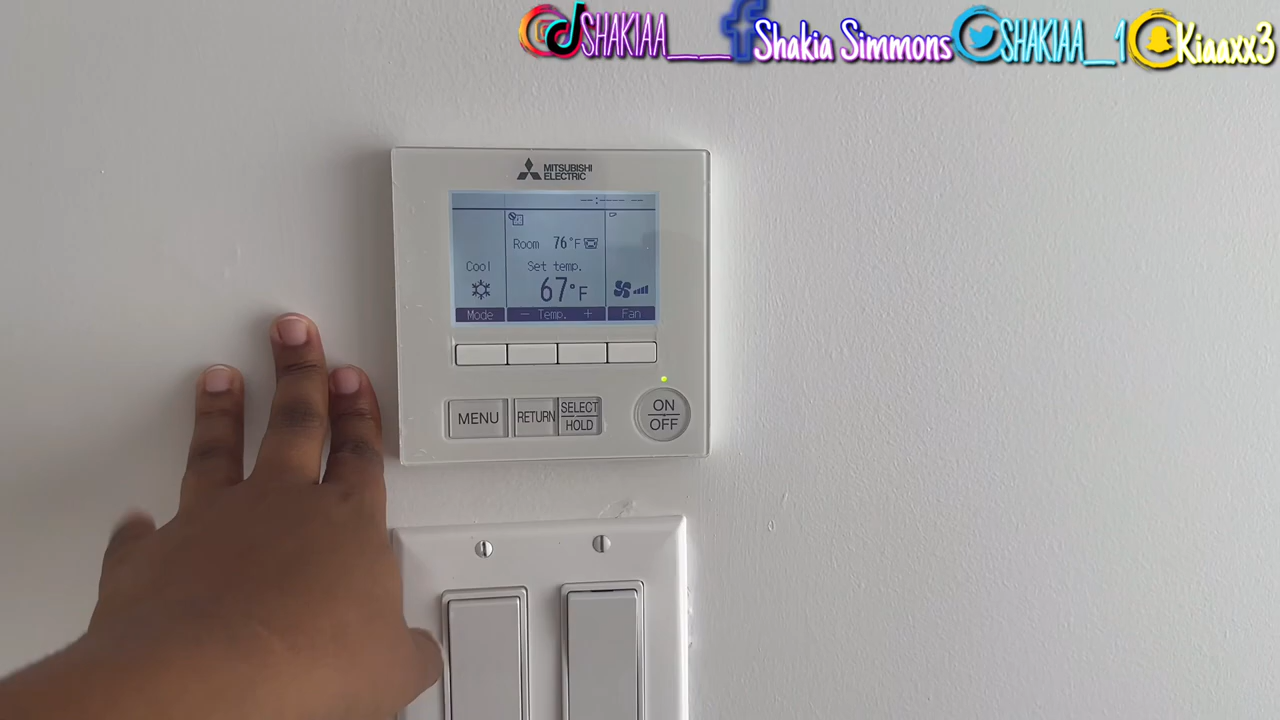 SHAKIAA___ Shakia Simmons SHAKIAA_1 Kiaaxx3
MITSUBISHI
ELECTRIC
--:-- --
Room 76°F
Cool Set temp.
67°F
Mode - Temp. + Fan
MENU RETURN SELECT
HOLD
ON
OFF